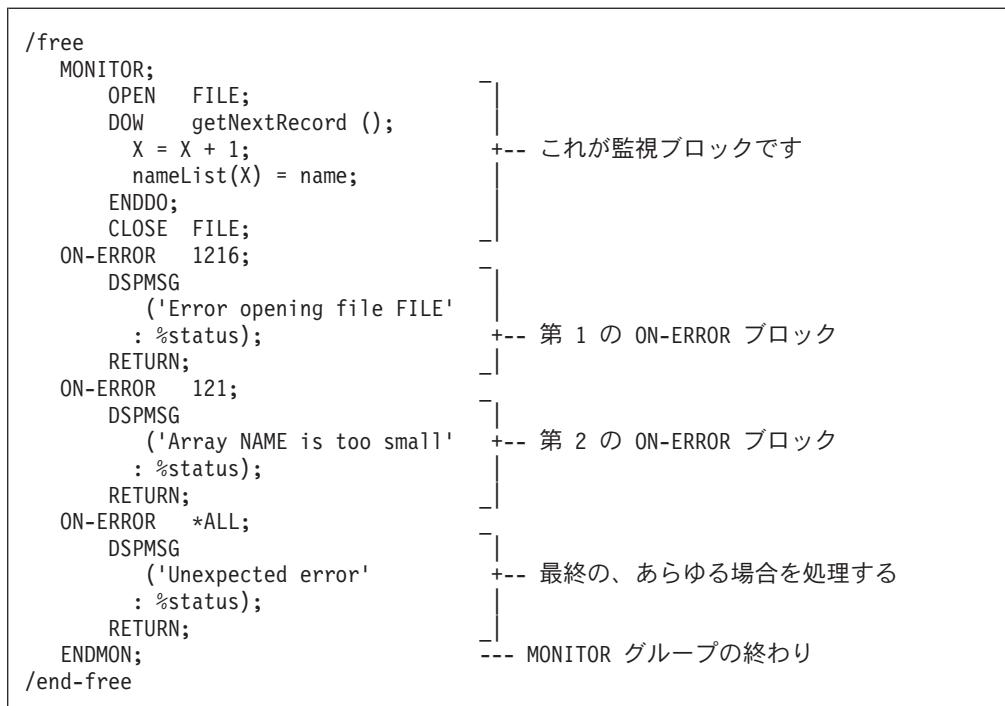 /free
   MONITOR;                         _
       OPEN   FILE;                  |
       DOW    getNextRecord ();      |
         X = X + 1;                  +-- これが監視ブロックです
         nameList(X) = name;         |
       ENDDO;                        |
       CLOSE  FILE;                 _|
   ON-ERROR   1216;                 _
       DSPMSG                        |
          ('Error opening file FILE' |
         : %status);                 +-- 第 1 の ON-ERROR ブロック
       RETURN;                      _|
   ON-ERROR   121;                  _
       DSPMSG                        |
          ('Array NAME is too small' +-- 第 2 の ON-ERROR ブロック
         : %status);                 |
       RETURN;                      _|
   ON-ERROR   *ALL;                 _
       DSPMSG                        |
          ('Unexpected error'        +-- 最終の、あらゆる場合を処理する
         : %status);                 |
       RETURN;                      _|
   ENDMON;                          --- MONITOR グループの終わり
/end-free